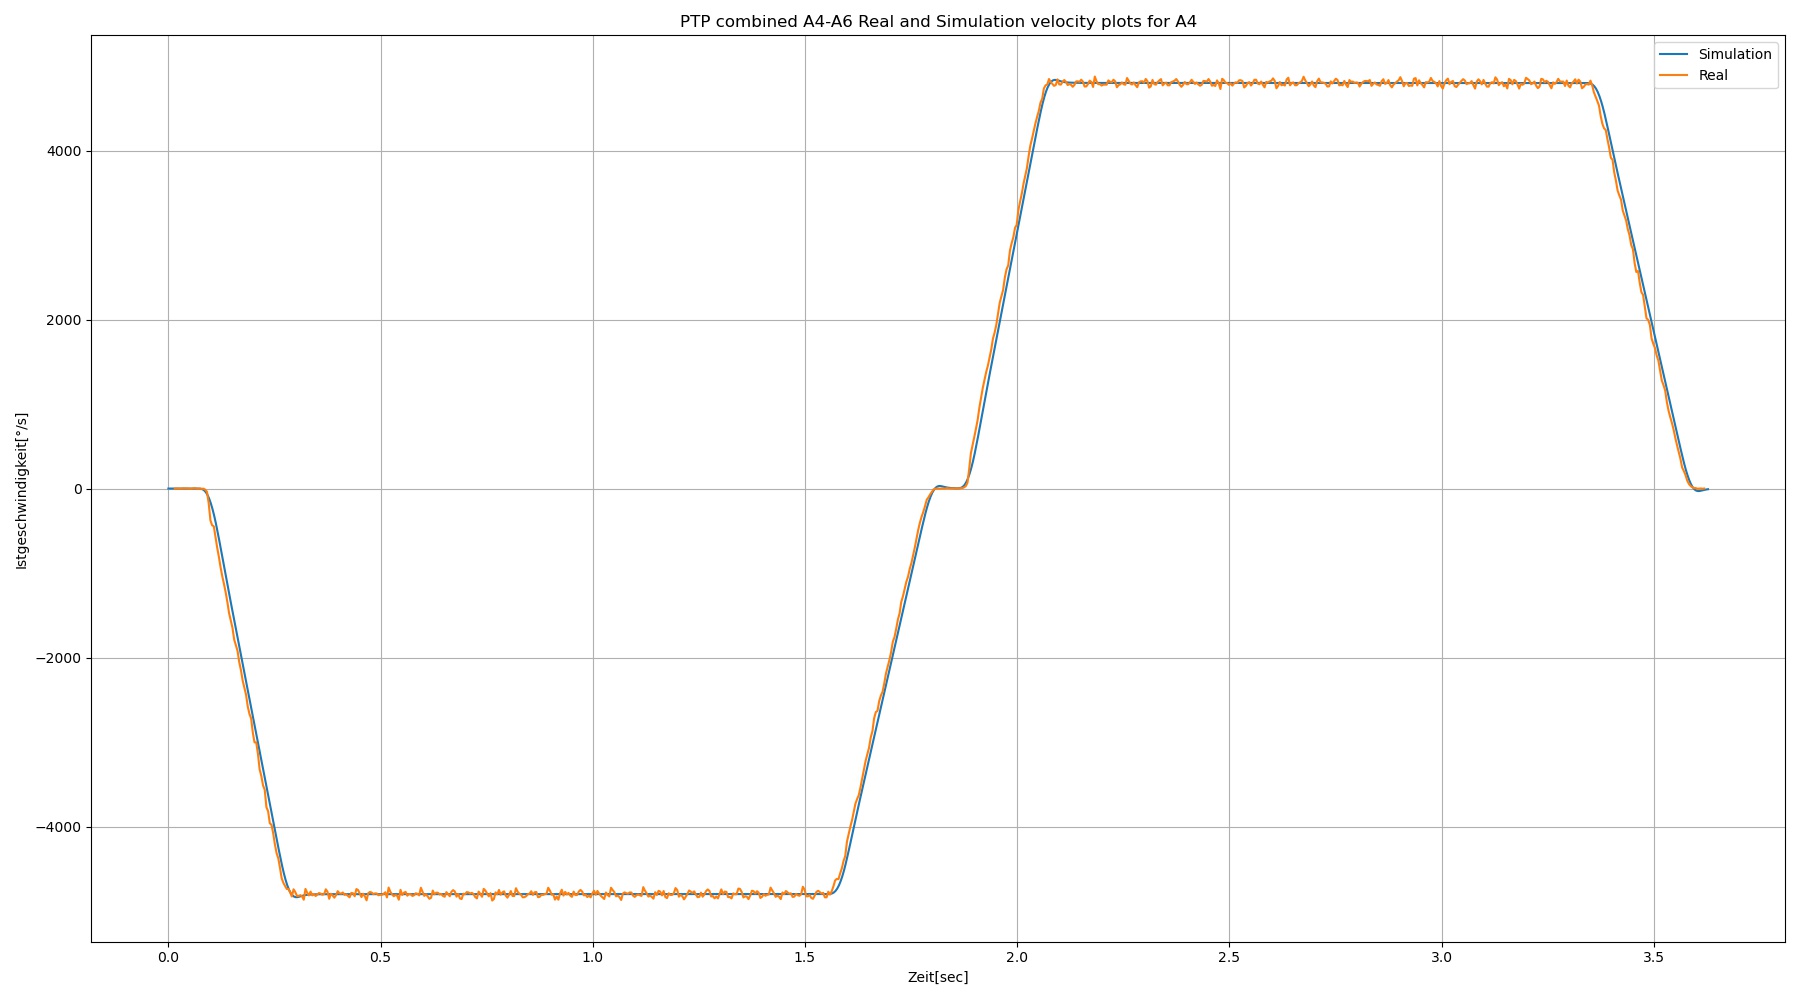 PTP combined A4-A6 Real and Simulation velocity plots for A4
Simulation
Real
4000
2000
0
−2000
−4000
Istgeschwindigkeit[°/s]
0.0 0.5 1.0 1.5 2.0 2.5 3.0 3.5
Zeit[sec]